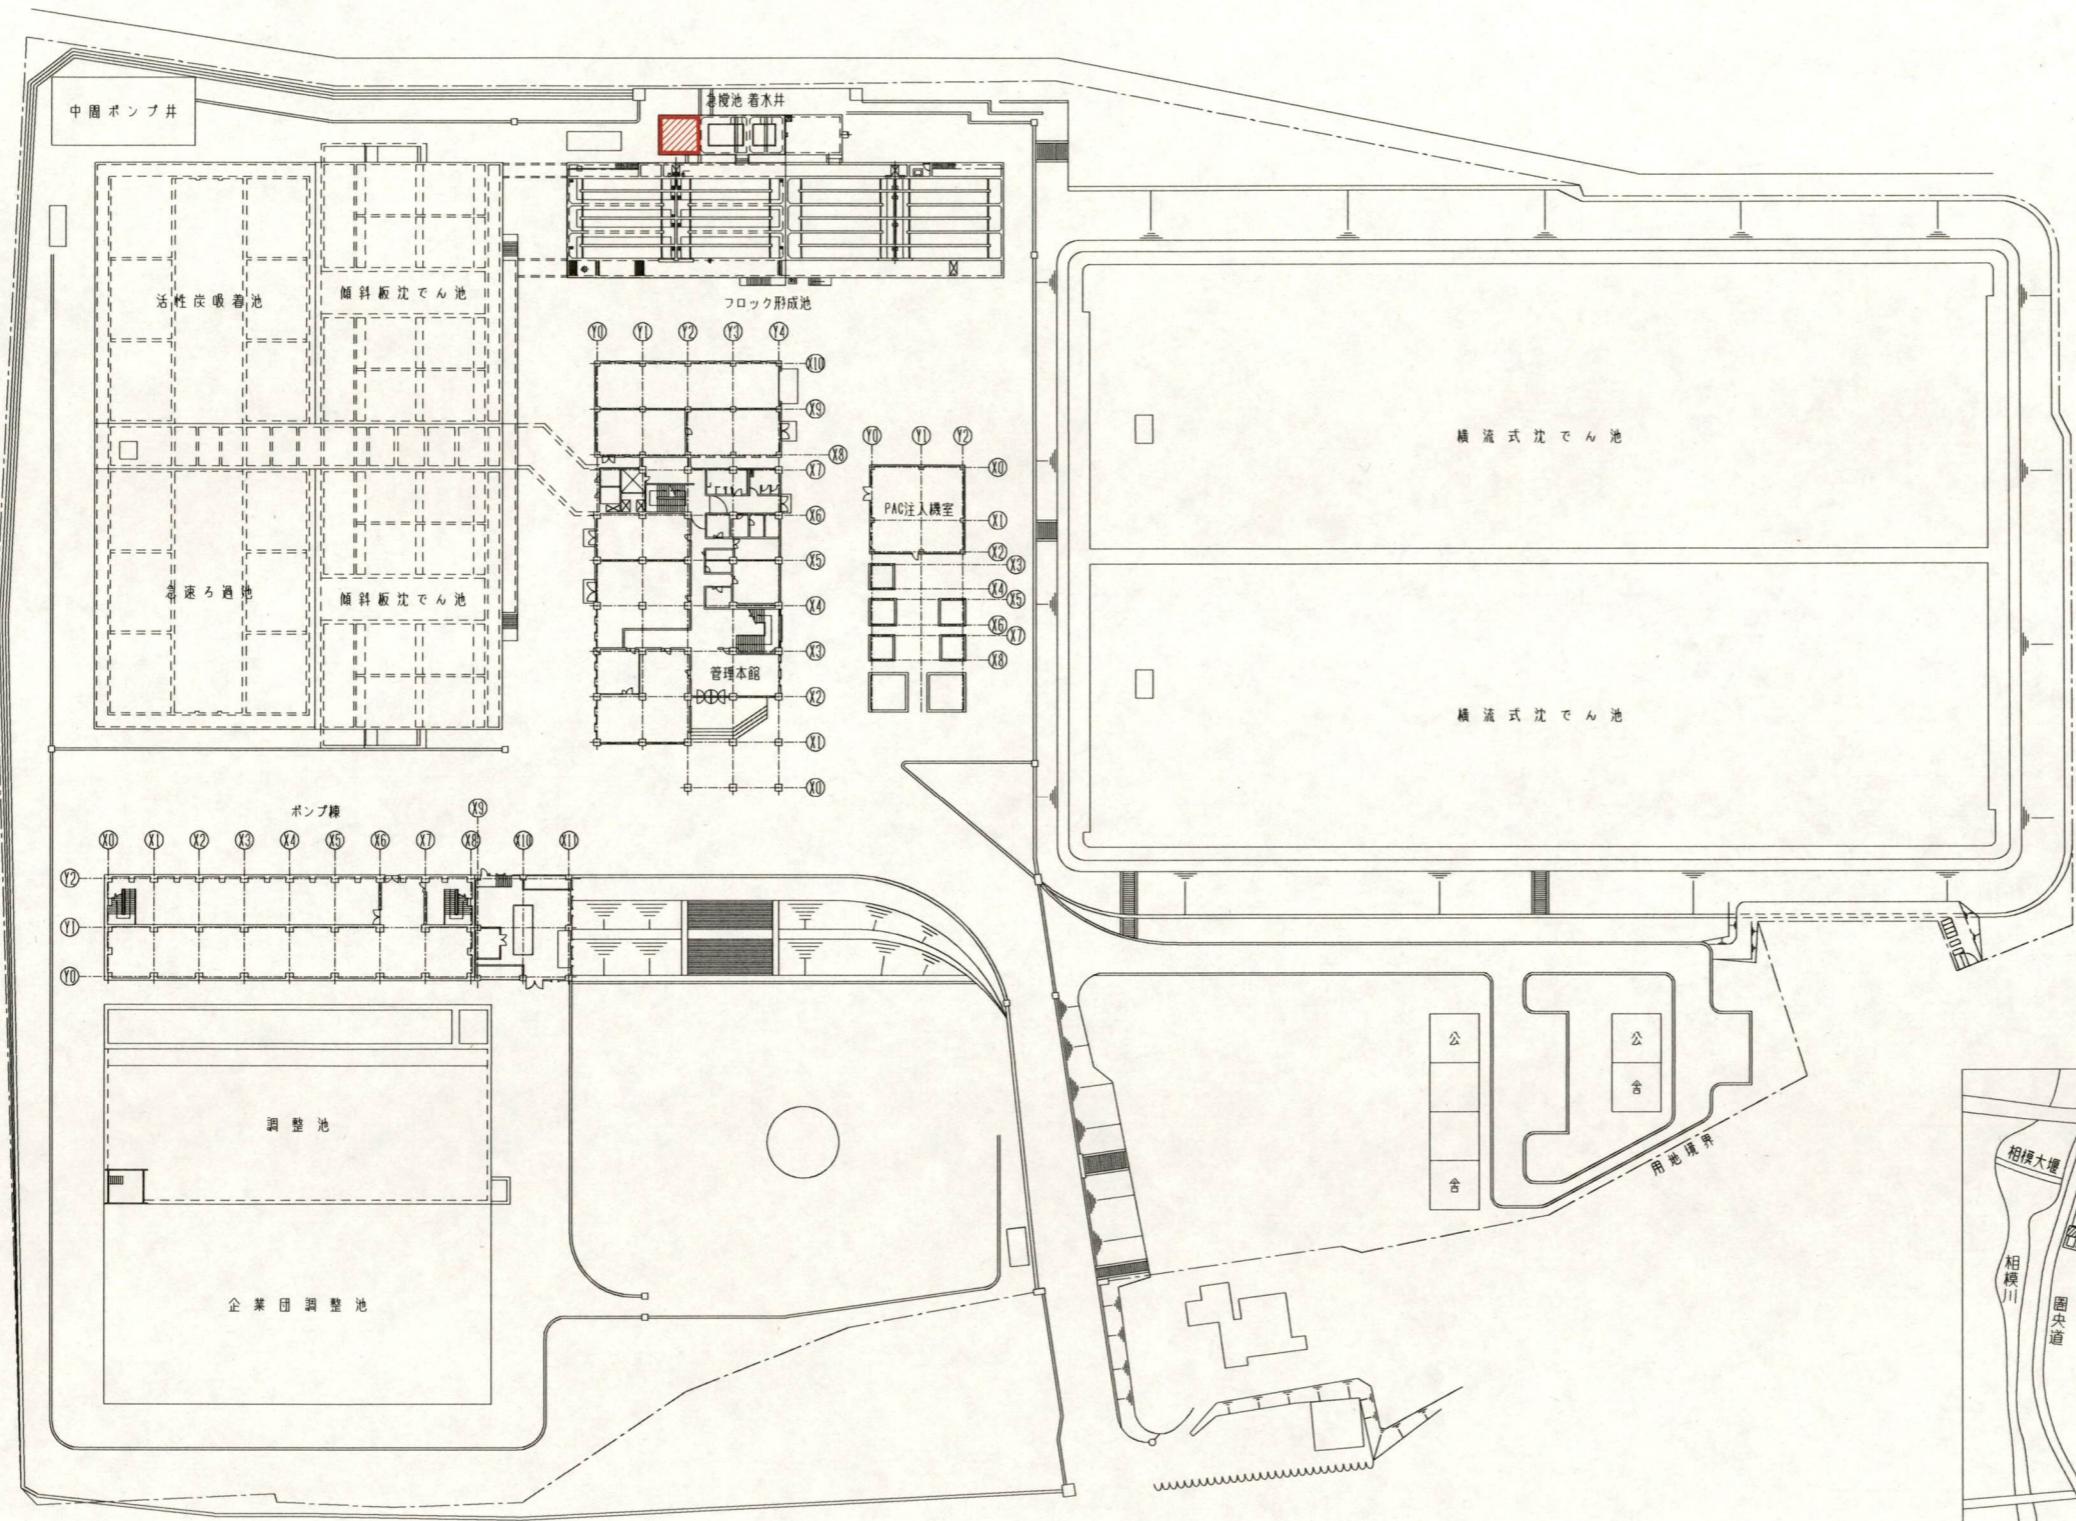 急撹池 着水井
中間ポンプ井
活性炭吸着池
傾斜板沈でん池
フロック形成池
Y0 Y1 Y2 Y3 Y4
X10
X9
X8
X7
X6
X5
X4
X3
X2
X1
X0
管理本館
Y0 Y1 Y2
X0
PAC注入機室
X1
X2
X3
X4
X5
X6
X7
X8
横流式沈でん池
横流式沈でん池
急速ろ過池
傾斜板沈でん池
ポンプ棟
X0 X1 X2 X3 X4 X5 X6 X7 X8 X9 X10 X11
Y2
Y1
Y0
調整池
企業団調整池
公
舎
公
舎
用地境界
相模大堰
相模川
圏央道